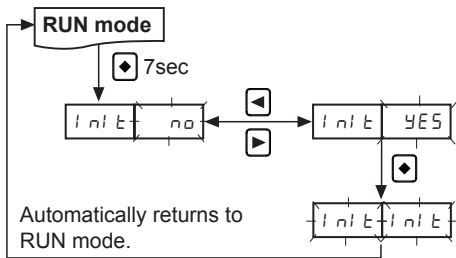 RUN mode
7sec
InIt no
InIt YES
InIt InIt
Automatically returns to
RUN mode.